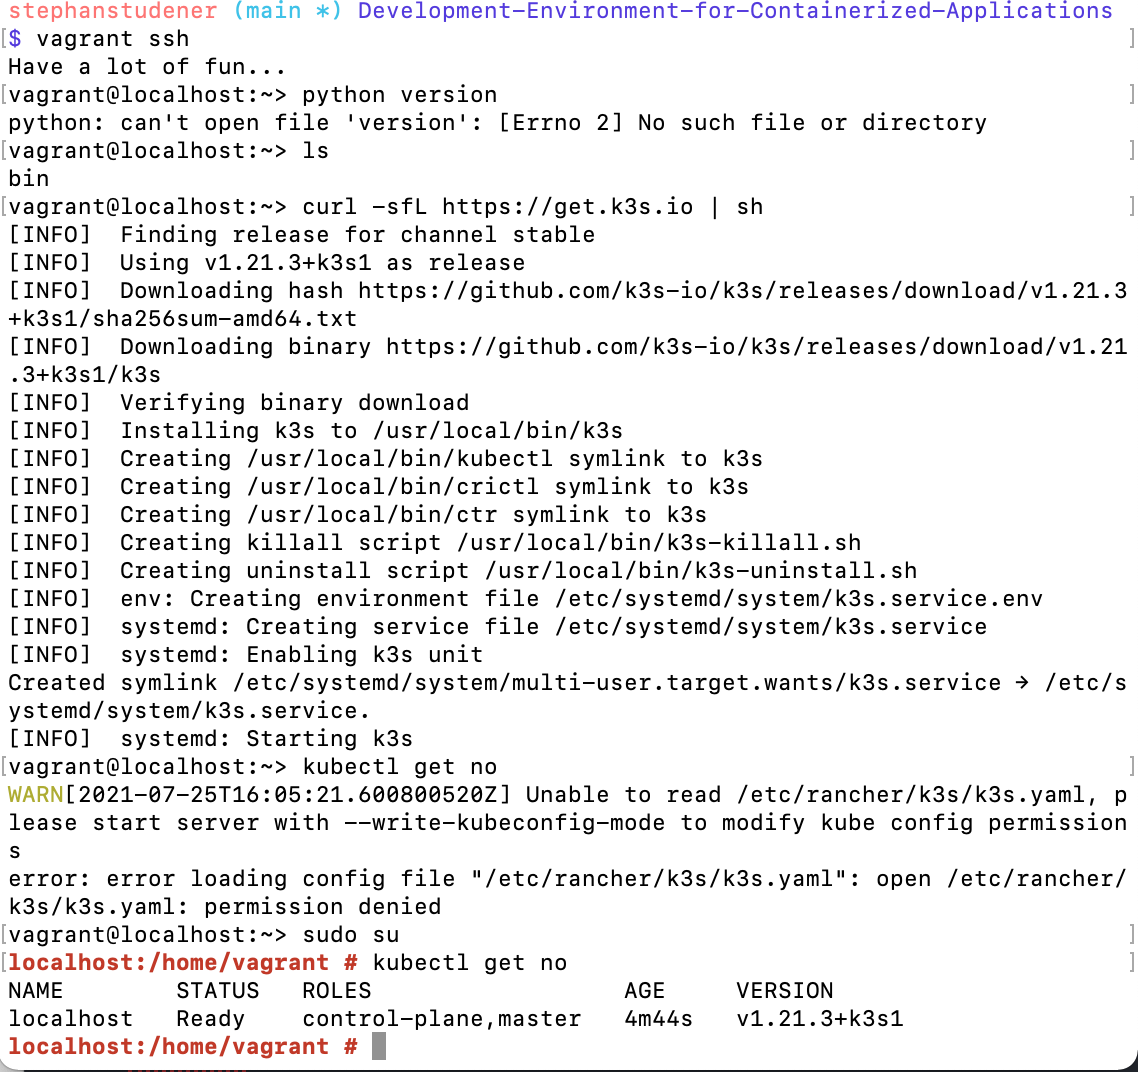 stephanstudener (main *) Development-Environment-for-Containerized-Applications
[$ vagrant ssh ]
Have a lot of fun...
[vagrant@localhost:~> python version ]
python: can't open file 'version': [Errno 2] No such file or directory
[vagrant@localhost:~> ls ]
bin
[vagrant@localhost:~> curl -sfL https://get.k3s.io | sh ]
[INFO]  Finding release for channel stable
[INFO]  Using v1.21.3+k3s1 as release
[INFO]  Downloading hash https://github.com/k3s-io/k3s/releases/download/v1.21.3
+k3s1/sha256sum-amd64.txt
[INFO]  Downloading binary https://github.com/k3s-io/k3s/releases/download/v1.21
.3+k3s1/k3s
[INFO]  Verifying binary download
[INFO]  Installing k3s to /usr/local/bin/k3s
[INFO]  Creating /usr/local/bin/kubectl symlink to k3s
[INFO]  Creating /usr/local/bin/crictl symlink to k3s
[INFO]  Creating /usr/local/bin/ctr symlink to k3s
[INFO]  Creating killall script /usr/local/bin/k3s-killall.sh
[INFO]  Creating uninstall script /usr/local/bin/k3s-uninstall.sh
[INFO]  env: Creating environment file /etc/systemd/system/k3s.service.env
[INFO]  systemd: Creating service file /etc/systemd/system/k3s.service
[INFO]  systemd: Enabling k3s unit
Created symlink /etc/systemd/system/multi-user.target.wants/k3s.service → /etc/s
ystemd/system/k3s.service.
[INFO]  systemd: Starting k3s
[vagrant@localhost:~> kubectl get no ]
WARN[2021-07-25T16:05:21.600800520Z] Unable to read /etc/rancher/k3s/k3s.yaml, p
lease start server with --write-kubeconfig-mode to modify kube config permission
s
error: error loading config file "/etc/rancher/k3s/k3s.yaml": open /etc/rancher/
k3s/k3s.yaml: permission denied
[vagrant@localhost:~> sudo su ]
[localhost:/home/vagrant # kubectl get no ]
NAME        STATUS   ROLES                  AGE     VERSION
localhost   Ready    control-plane,master   4m44s   v1.21.3+k3s1
localhost:/home/vagrant #